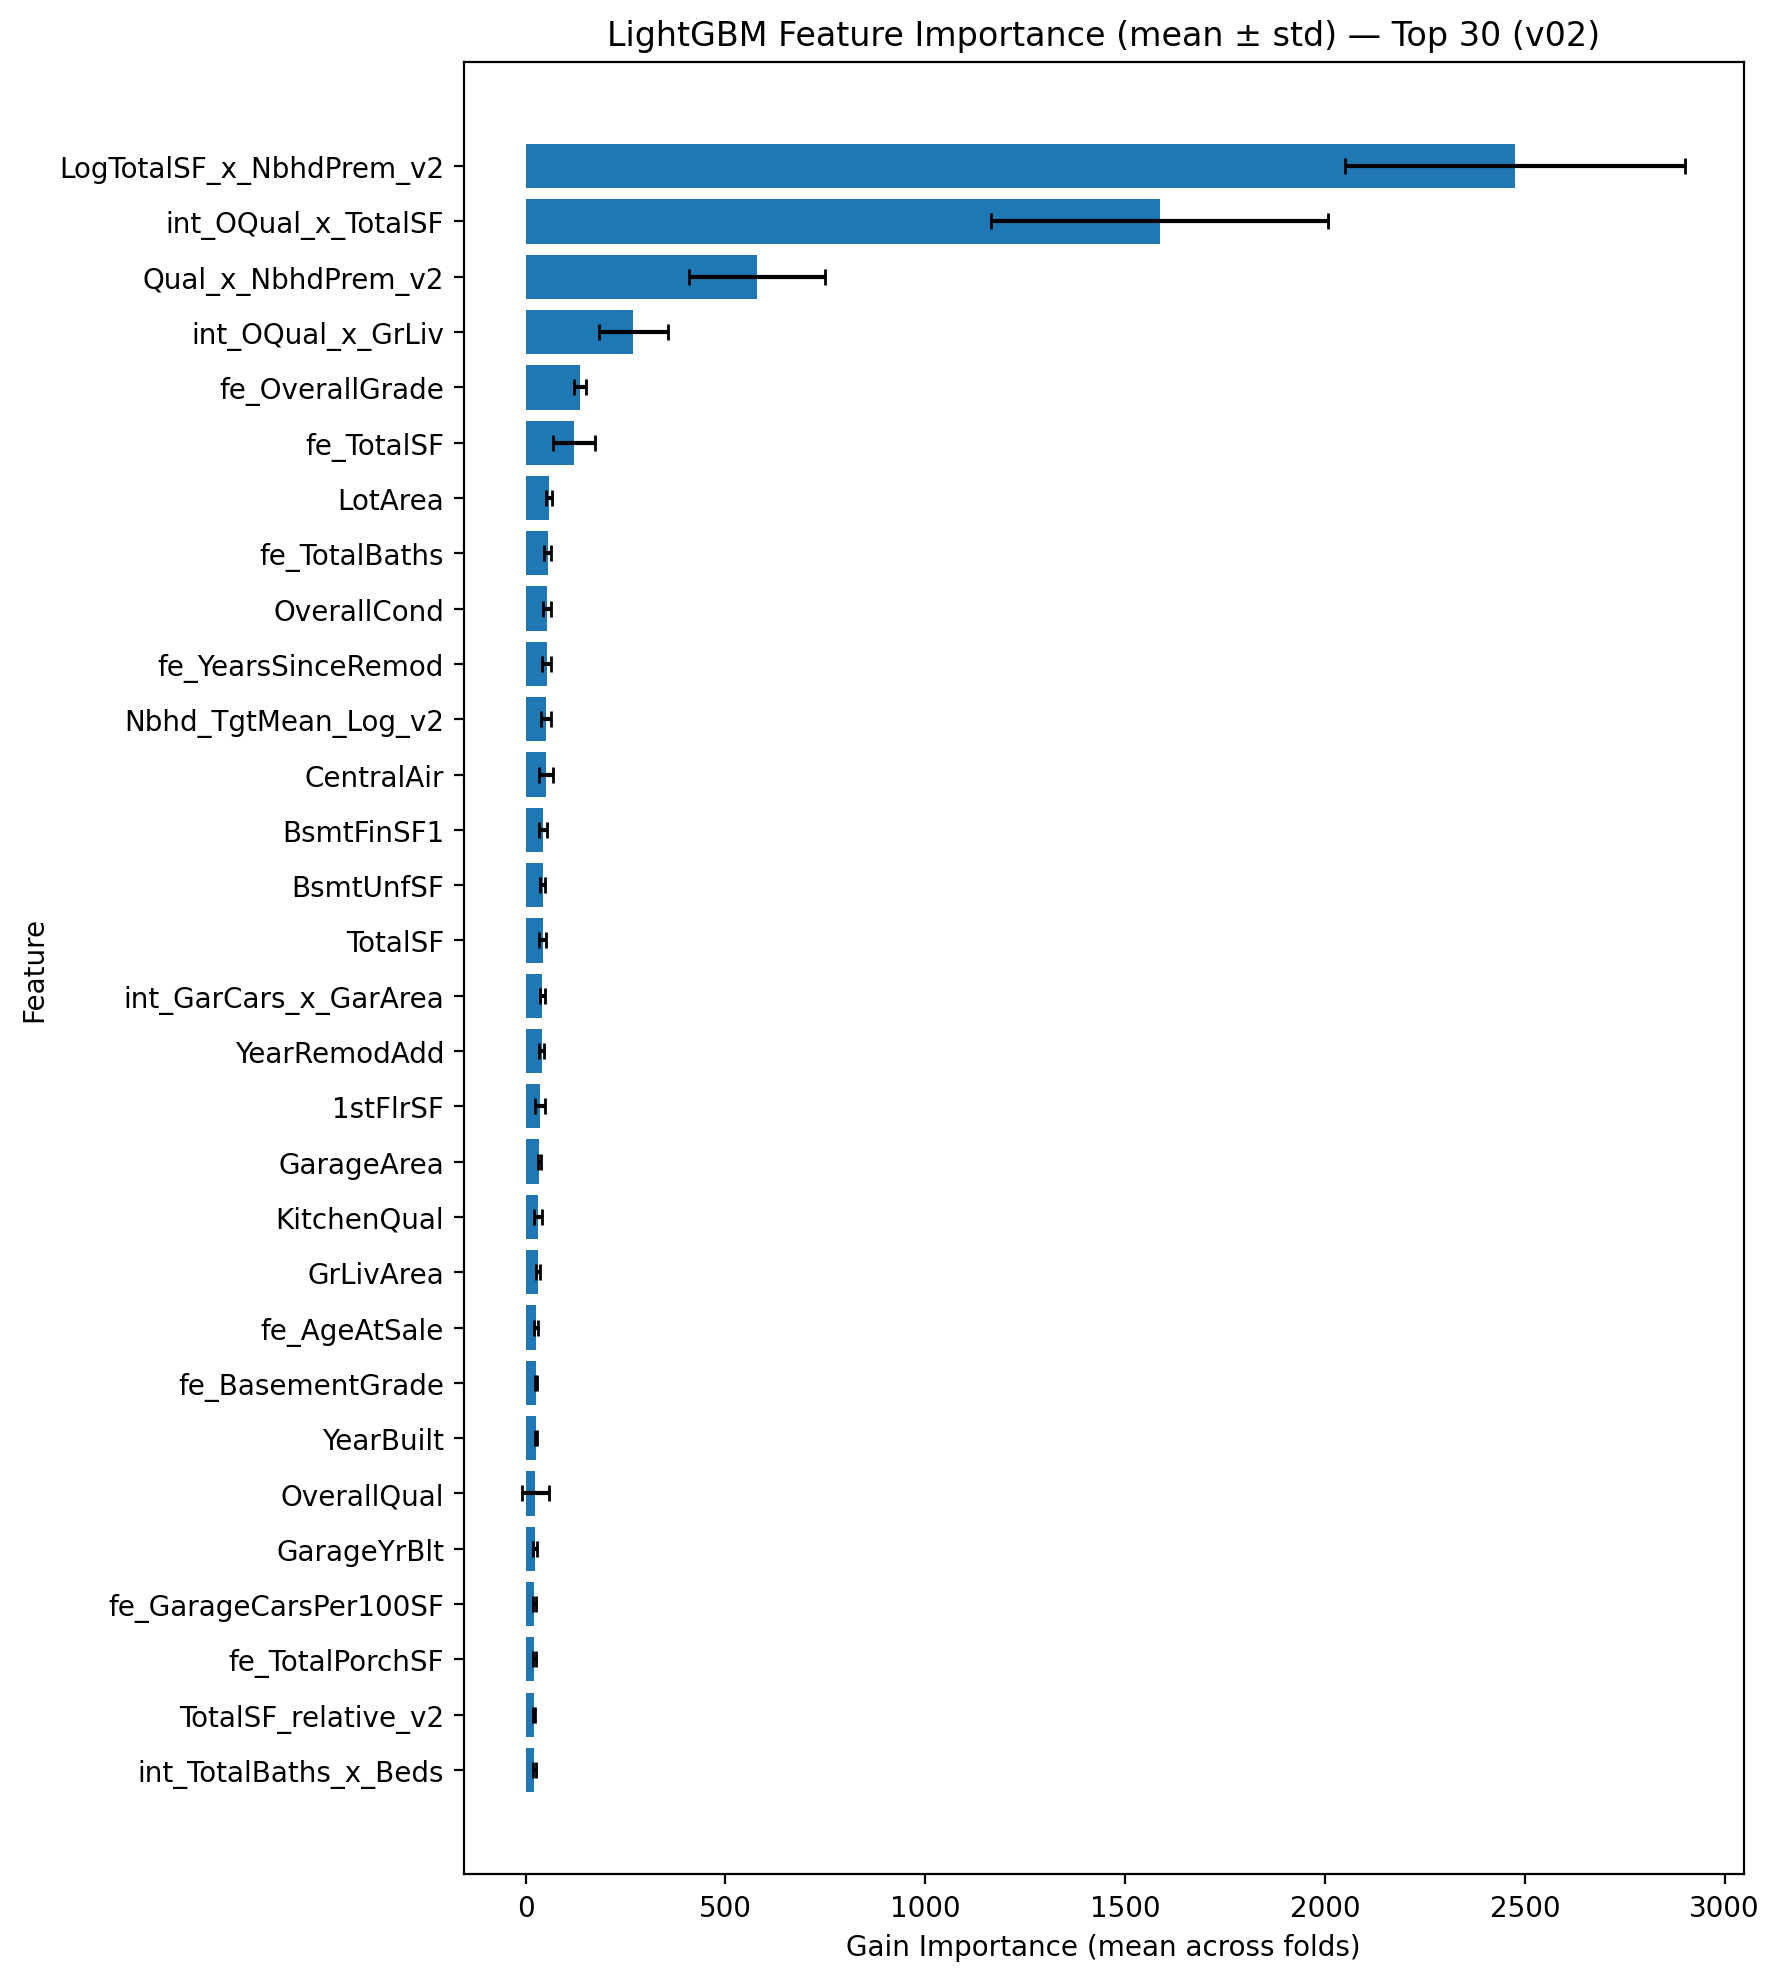 LightGBM Feature Importance (mean ± std) — Top 30 (v02)
LogTotalSF_x_NbhdPrem_v2
int_OQual_x_TotalSF
Qual_x_NbhdPrem_v2
int_OQual_x_GrLiv
fe_OverallGrade
fe_TotalSF
LotArea
fe_TotalBaths
OverallCond
fe_YearsSinceRemod
Nbhd_TgtMean_Log_v2
CentralAir
BsmtFinSF1
BsmtUnfSF
TotalSF
int_GarCars_x_GarArea
YearRemodAdd
1stFlrSF
GarageArea
KitchenQual
GrLivArea
fe_AgeAtSale
fe_BasementGrade
YearBuilt
OverallQual
GarageYrBlt
fe_GarageCarsPer100SF
fe_TotalPorchSF
TotalSF_relative_v2
int_TotalBaths_x_Beds
Feature
0 500 1000 1500 2000 2500 3000
Gain Importance (mean across folds)